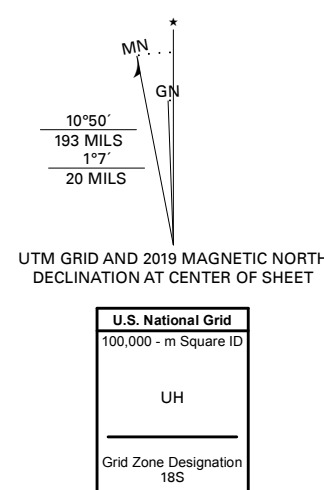 ★
MN
GN
10°50´
193 MILS
1°7´
20 MILS
UTM GRID AND 2019 MAGNETIC NORTH
DECLINATION AT CENTER OF SHEET
U.S. National Grid
100,000 - m Square ID
UH
Grid Zone Designation
18S